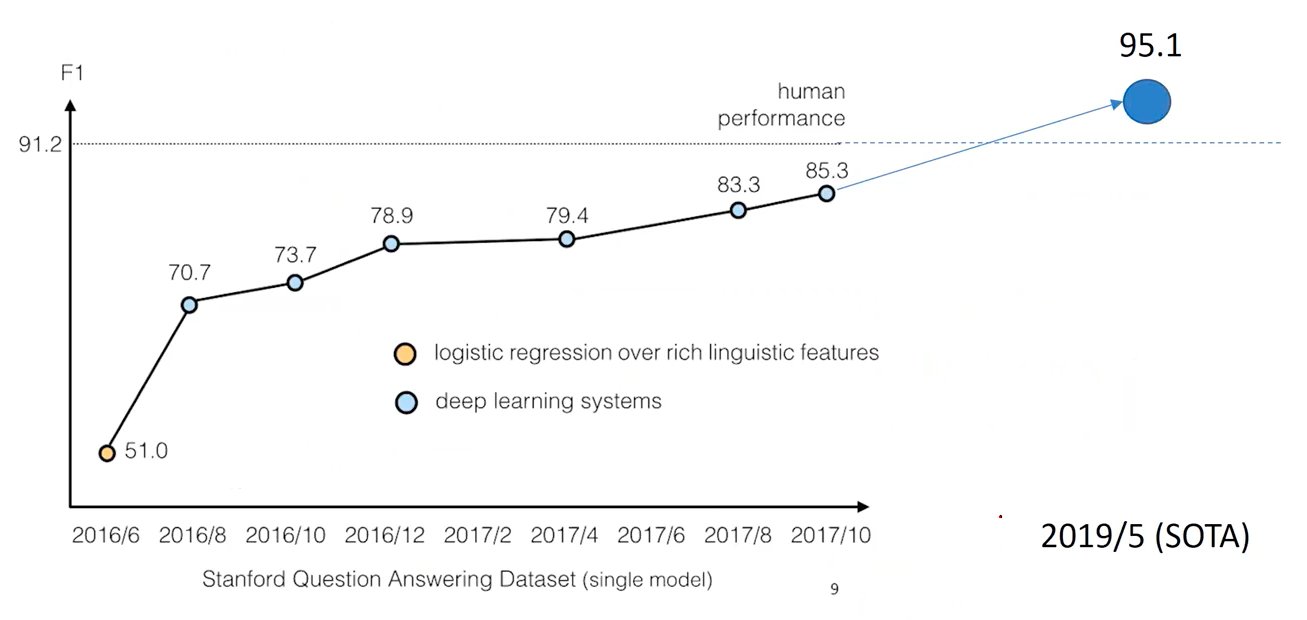 95.1
F1
human
performance
91.2
85.3
83.3
78.9
79.4
73.7
70.7
logistic regression over rich linguistic features
deep learning systems
51.0
2016/6 2016/8 2016/10 2016/12 2017/2 2017/4 2017/6 2017/8 2017/10
2019/5 (SOTA)
Stanford Question Answering Dataset (single model)
9